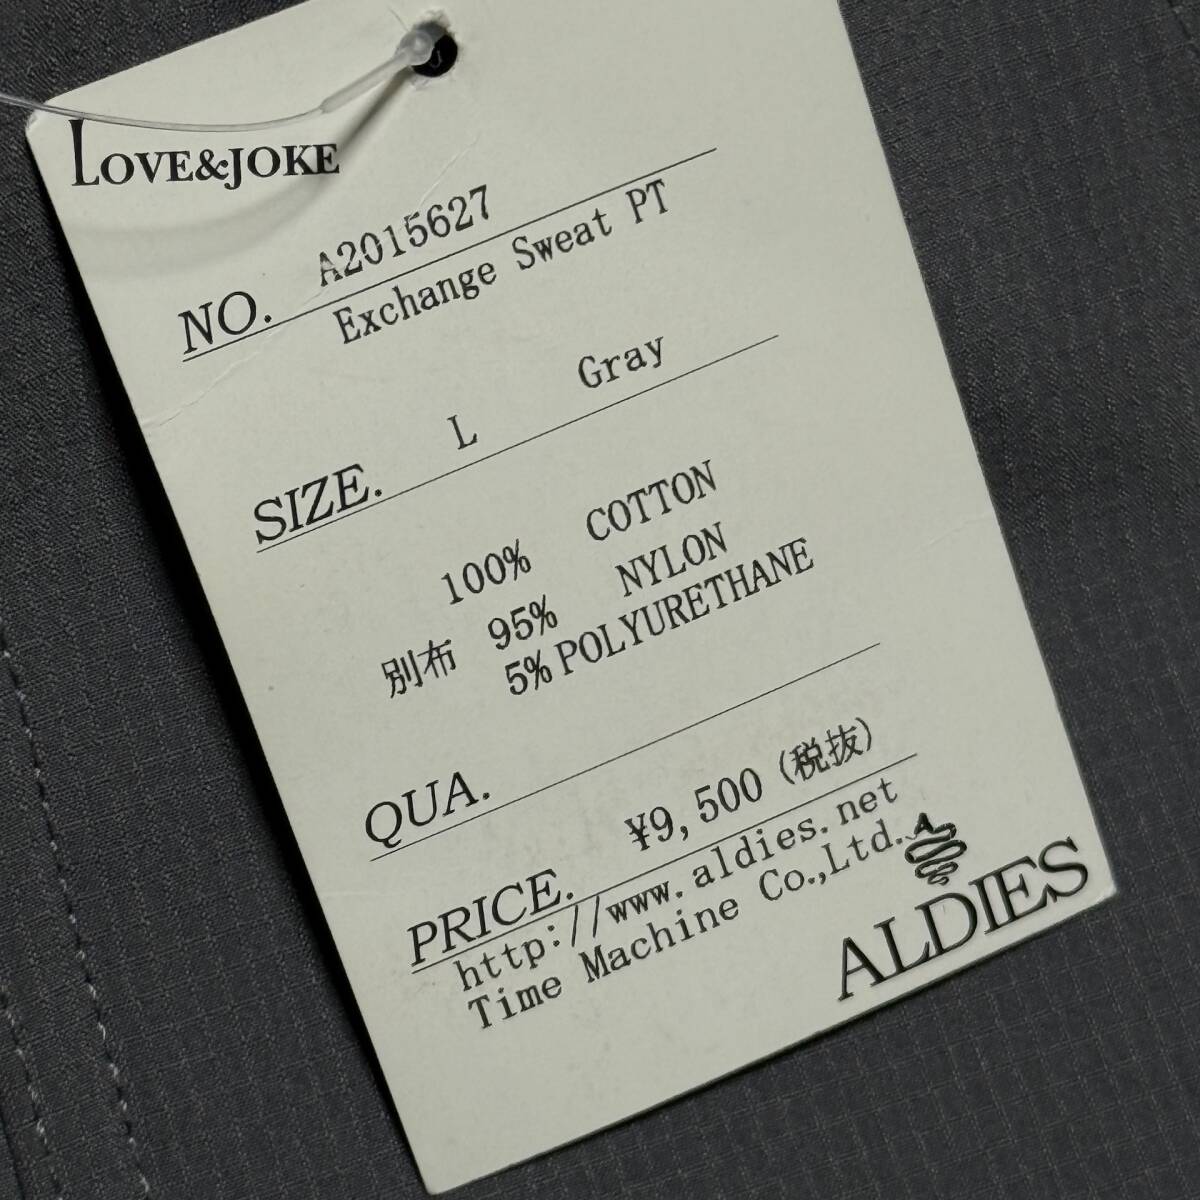 LOVE&JOKE
NO. A2015627
Exchange Sweat PT
SIZE. L Gray
100% COTTON
別布 95% NYLON
5% POLYURETHANE
QUA.
PRICE. ¥9,500 (税抜)
http://www.aldies.net
Time Machine Co.,Ltd.
ALDIES